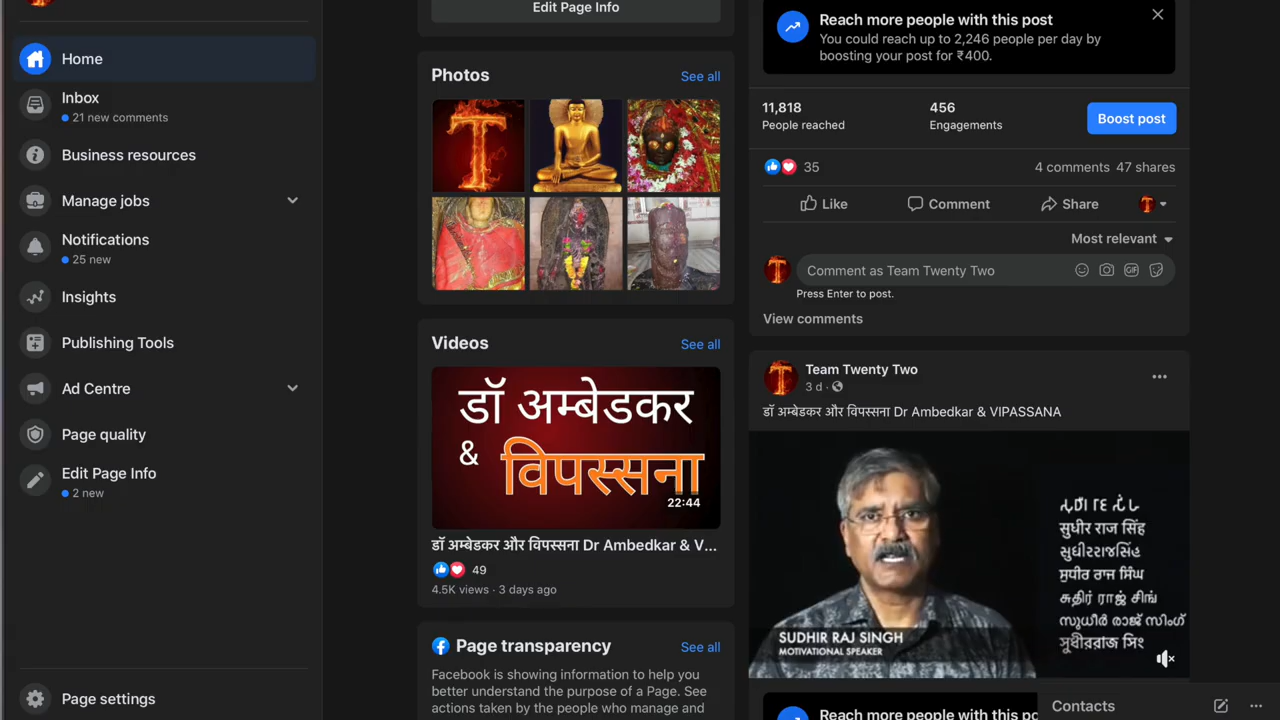 Home
Inbox
21 new comments
Business resources
Manage jobs
Notifications
25 new
Insights
Publishing Tools
Ad Centre
Page quality
Edit Page Info
2 new
Page settings
Edit Page Info
Photos
See all
T
Videos
See all
डॉ अम्बेडकर
&
विपस्सना
22:44
डॉ अम्बेडकर और विपस्सना Dr Ambedkar & V...
49
4.5K views · 3 days ago
Page transparency
See all
Facebook is showing information to help you
better understand the purpose of a Page. See
actions taken by the people who manage and
Reach more people with this post
You could reach up to 2,246 people per day by
boosting your post for ₹400.
11,818
People reached
456
Engagements
Boost post
35
4 comments 47 shares
Like
Comment
Share
Most relevant
Comment as Team Twenty Two
GIF
Press Enter to post.
View comments
Team Twenty Two
3 d ·
डॉ अम्बेडकर और विपस्सना Dr Ambedkar & VIPASSANA
सुधीर राज सिंह
સુધીરરાજસિંહ
ਸੁਧੀਰ ਰਾਜ ਸਿੰਘ
சுதிர் ராஜ் சிங்
സുധീർ രാജ് സിംഗ്
SUDHIR RAJ SINGH
MOTIVATIONAL SPEAKER
Reach more people with this po
Contacts